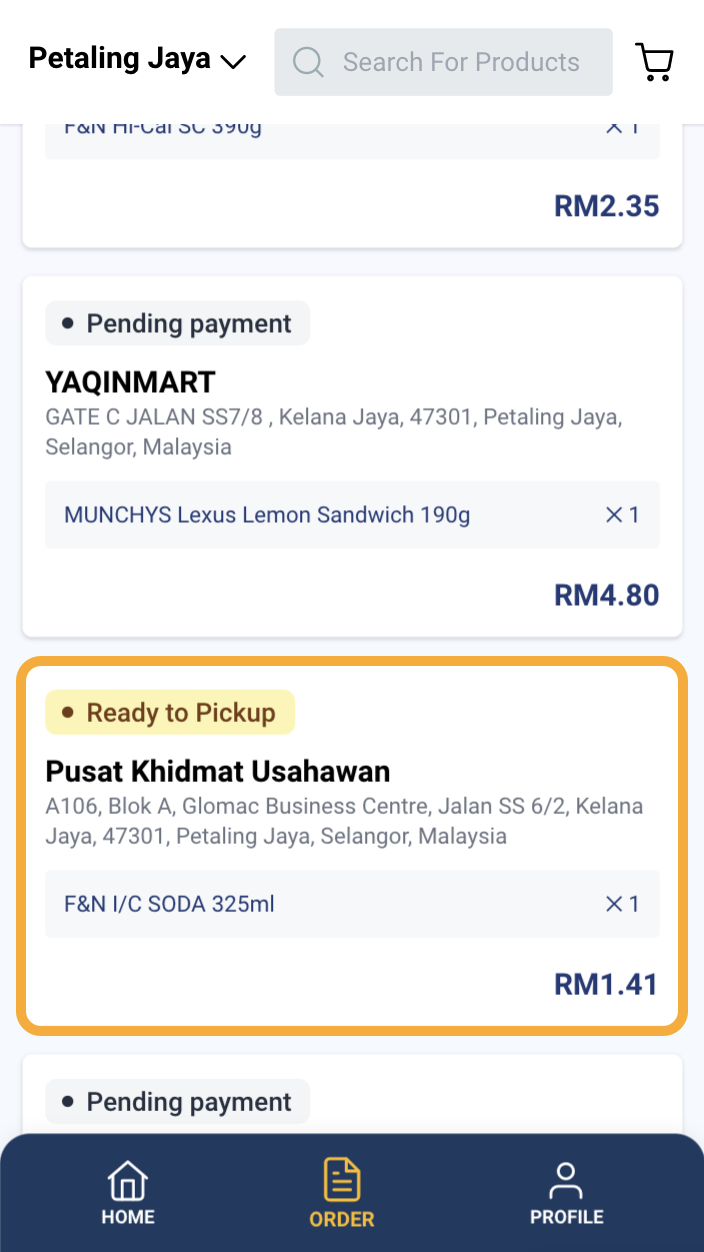 Petaling Jaya
Search For Products
F&N Hi-Cal SC 390g × 1
RM2.35
• Pending payment
YAQINMART
GATE C JALAN SS7/8 , Kelana Jaya, 47301, Petaling Jaya,
Selangor, Malaysia
MUNCHYS Lexus Lemon Sandwich 190g × 1
RM4.80
• Ready to Pickup
Pusat Khidmat Usahawan
A106, Blok A, Glomac Business Centre, Jalan SS 6/2, Kelana
Jaya, 47301, Petaling Jaya, Selangor, Malaysia
F&N I/C SODA 325ml × 1
RM1.41
• Pending payment
HOME ORDER PROFILE